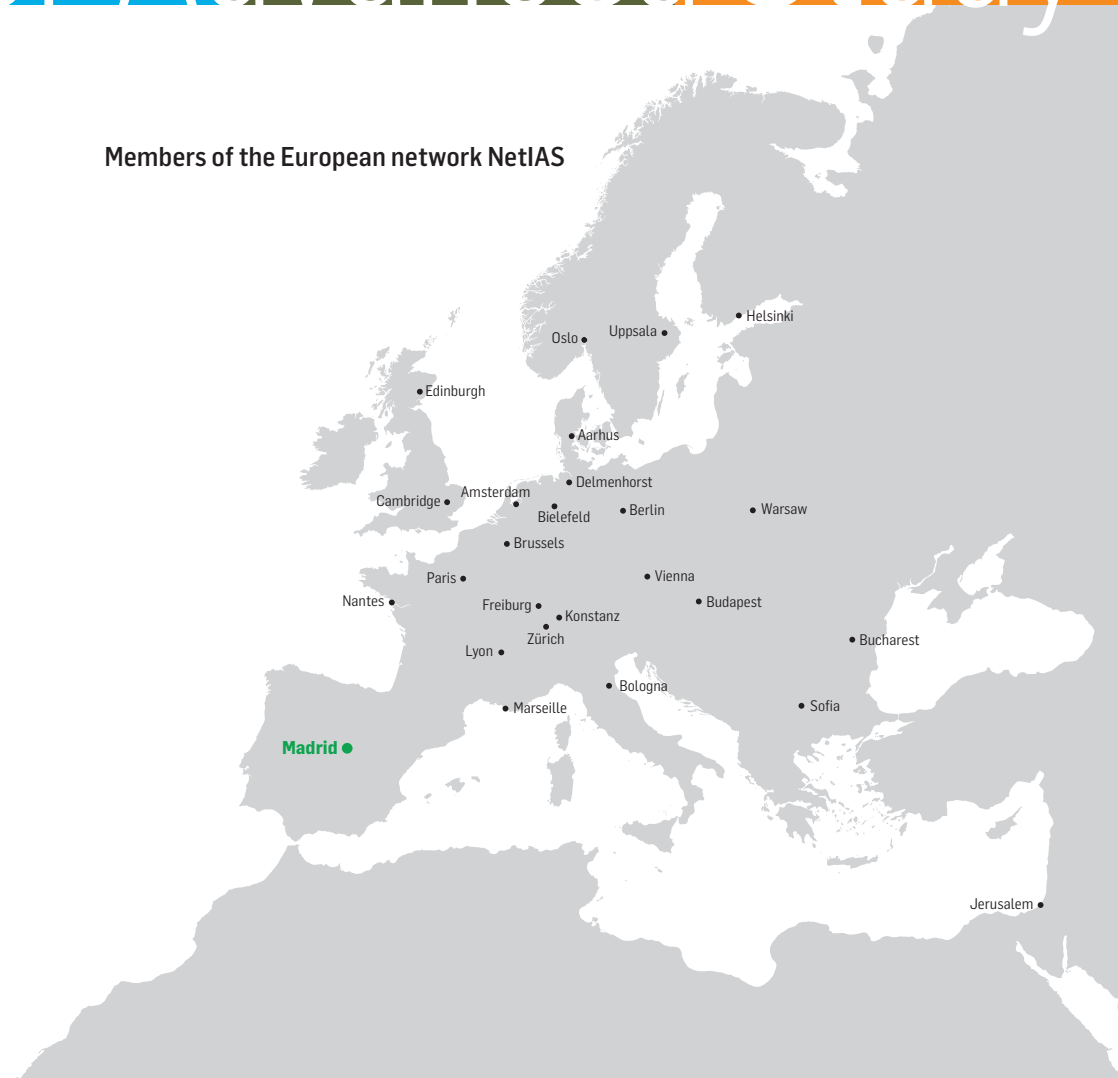 Members of the European network NetIAS
Helsinki
Uppsala
Oslo
Edinburgh
Aarhus
Delmenhorst
Amsterdam
Cambridge
Bielefeld
Berlin
Warsaw
Brussels
Paris
Vienna
Nantes
Freiburg
Budapest
Konstanz
Zürich
Bucharest
Lyon
Bologna
Sofia
Marseille
Madrid
Jerusalem